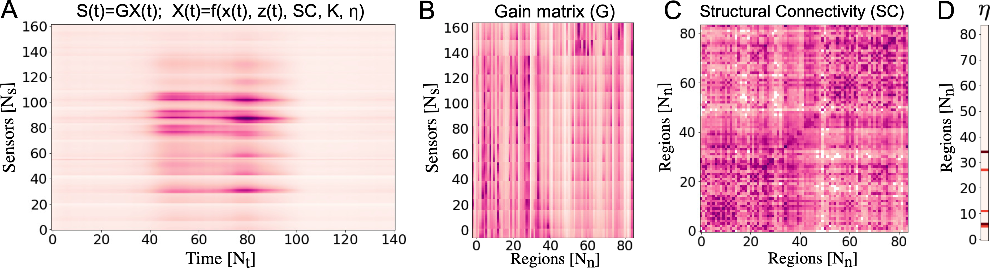 A
S(t)=GX(t); X(t)=f(x(t), z(t), SC, K, η)
160
140
120
100
80
60
40
20
0
Sensors [Ns]
0 20 40 60 80 100 120 140
Time [Nt]
B
Gain matrix (G)
160
140
120
100
80
60
40
20
0
Sensors [Ns]
0 20 40 60 80
Regions [Nn]
C
Structural Connectivity (SC)
80
60
40
20
0
Regions [Nn]
0 20 40 60 80
Regions [Nn]
D
η
80
70
60
50
40
30
20
10
0
Regions [Nn]